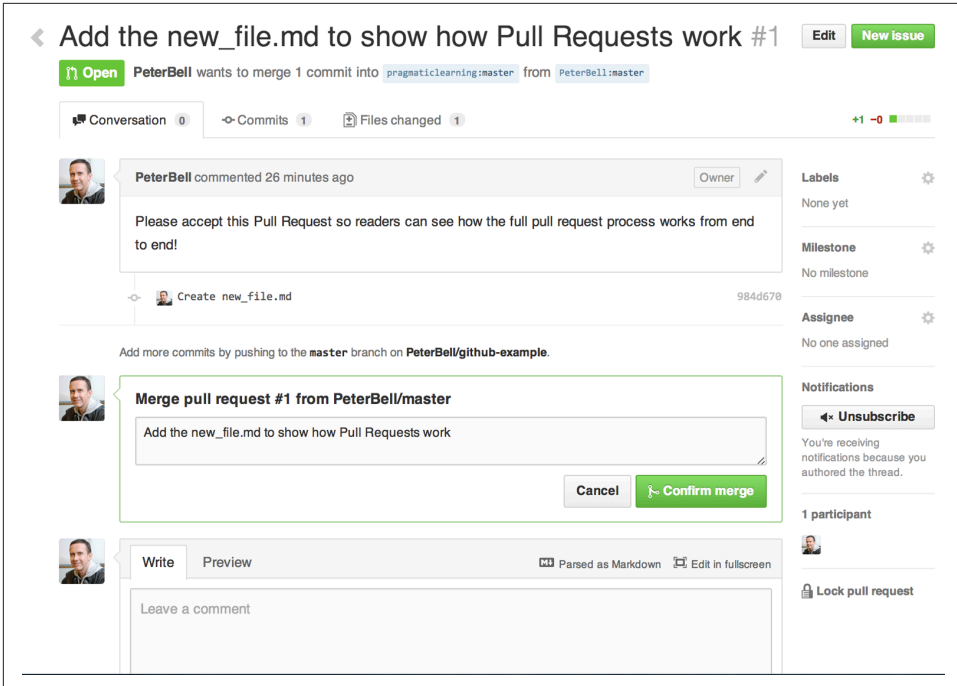 Add the new_file.md to show how Pull Requests work #1
Edit
New issue
Open
PeterBell wants to merge 1 commit into pragmaticlearning:master from PeterBell:master
Conversation 0
Commits 1
Files changed 1
+1 −0
PeterBell commented 26 minutes ago
Owner
Please accept this Pull Request so readers can see how the full pull request process works from end
to end!
Create new_file.md
984d670
Add more commits by pushing to the master branch on PeterBell/github-example.
Merge pull request #1 from PeterBell/master
Add the new_file.md to show how Pull Requests work
Cancel
Confirm merge
Write
Preview
Parsed as Markdown
Edit in fullscreen
Leave a comment
Labels
None yet
Milestone
No milestone
Assignee
No one assigned
Notifications
Unsubscribe
You're receiving
notifications because you
authored the thread.
1 participant
Lock pull request